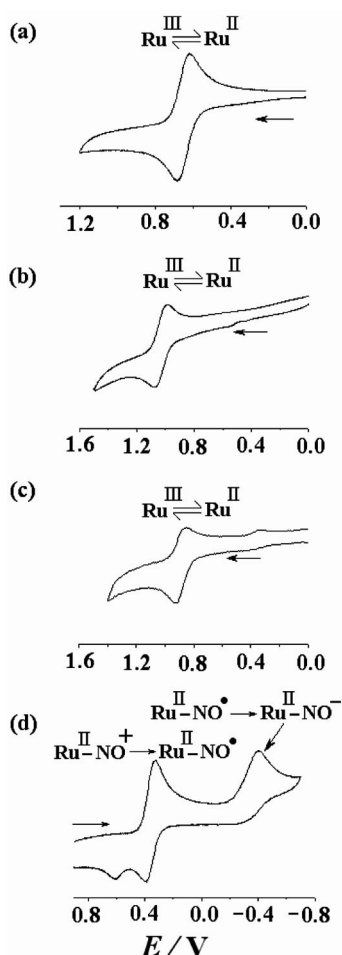 (a)
Ru III ⇌ Ru II
1.2 0.8 0.4 0.0
(b)
Ru III ⇌ Ru II
1.6 1.2 0.8 0.4 0.0
(c)
Ru III ⇌ Ru II
1.6 1.2 0.8 0.4 0.0
(d)
Ru II–NO• → Ru II–NO−
Ru II–NO+ → Ru II–NO•
0.8 0.4 0.0 −0.4 −0.8
E / V